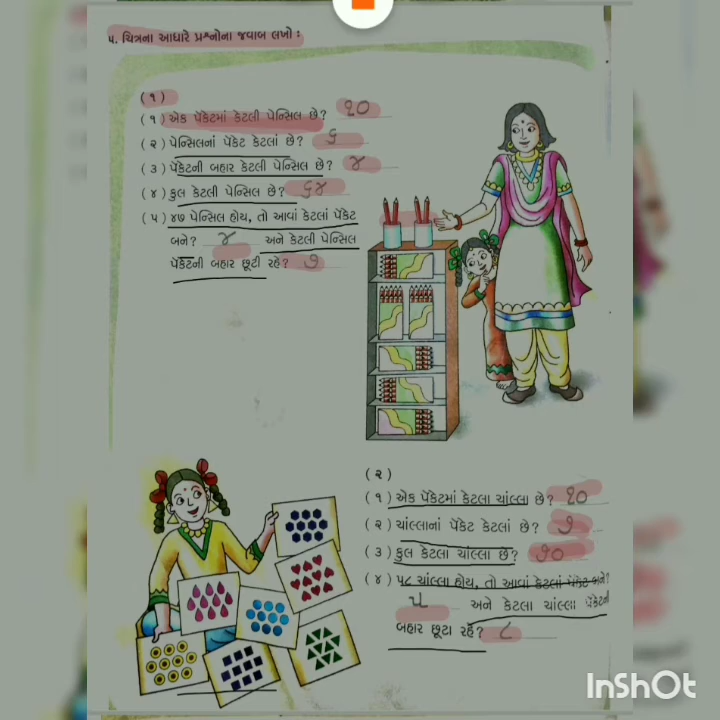 ૫. ચિત્રના આધારે પ્રશ્નોના જવાબ લખો :
(૧)
(૧) એક પૅકેટમાં કેટલી પેન્સિલ છે? ૧૦
(૨) પેન્સિલનાં પૅકેટ કેટલાં છે? ૬
(૩) પૅકેટની બહાર કેટલી પેન્સિલ છે? ૪
(૪) કુલ કેટલી પેન્સિલ છે? ૬૪
(૫) ૪૭ પેન્સિલ હોય, તો આવાં કેટલાં પૅકેટ
બને? ૪ અને કેટલી પેન્સિલ
પૅકેટની બહાર છૂટી રહે? ૭
(૨)
(૧) એક પૅકેટમાં કેટલા ચાંલ્લા છે? ૧૦
(૨) ચાંલ્લાનાં પૅકેટ કેટલાં છે? ૭
(૩) કુલ કેટલા ચાંલ્લા છે? ૭૦
(૪) ૫૮ ચાંલ્લા હોય, તો આવાં કેટલાં પૅકેટ બને?
૫ અને કેટલા ચાંલ્લા પૅકેટની
બહાર છૂટા રહે? ૮
InShOt